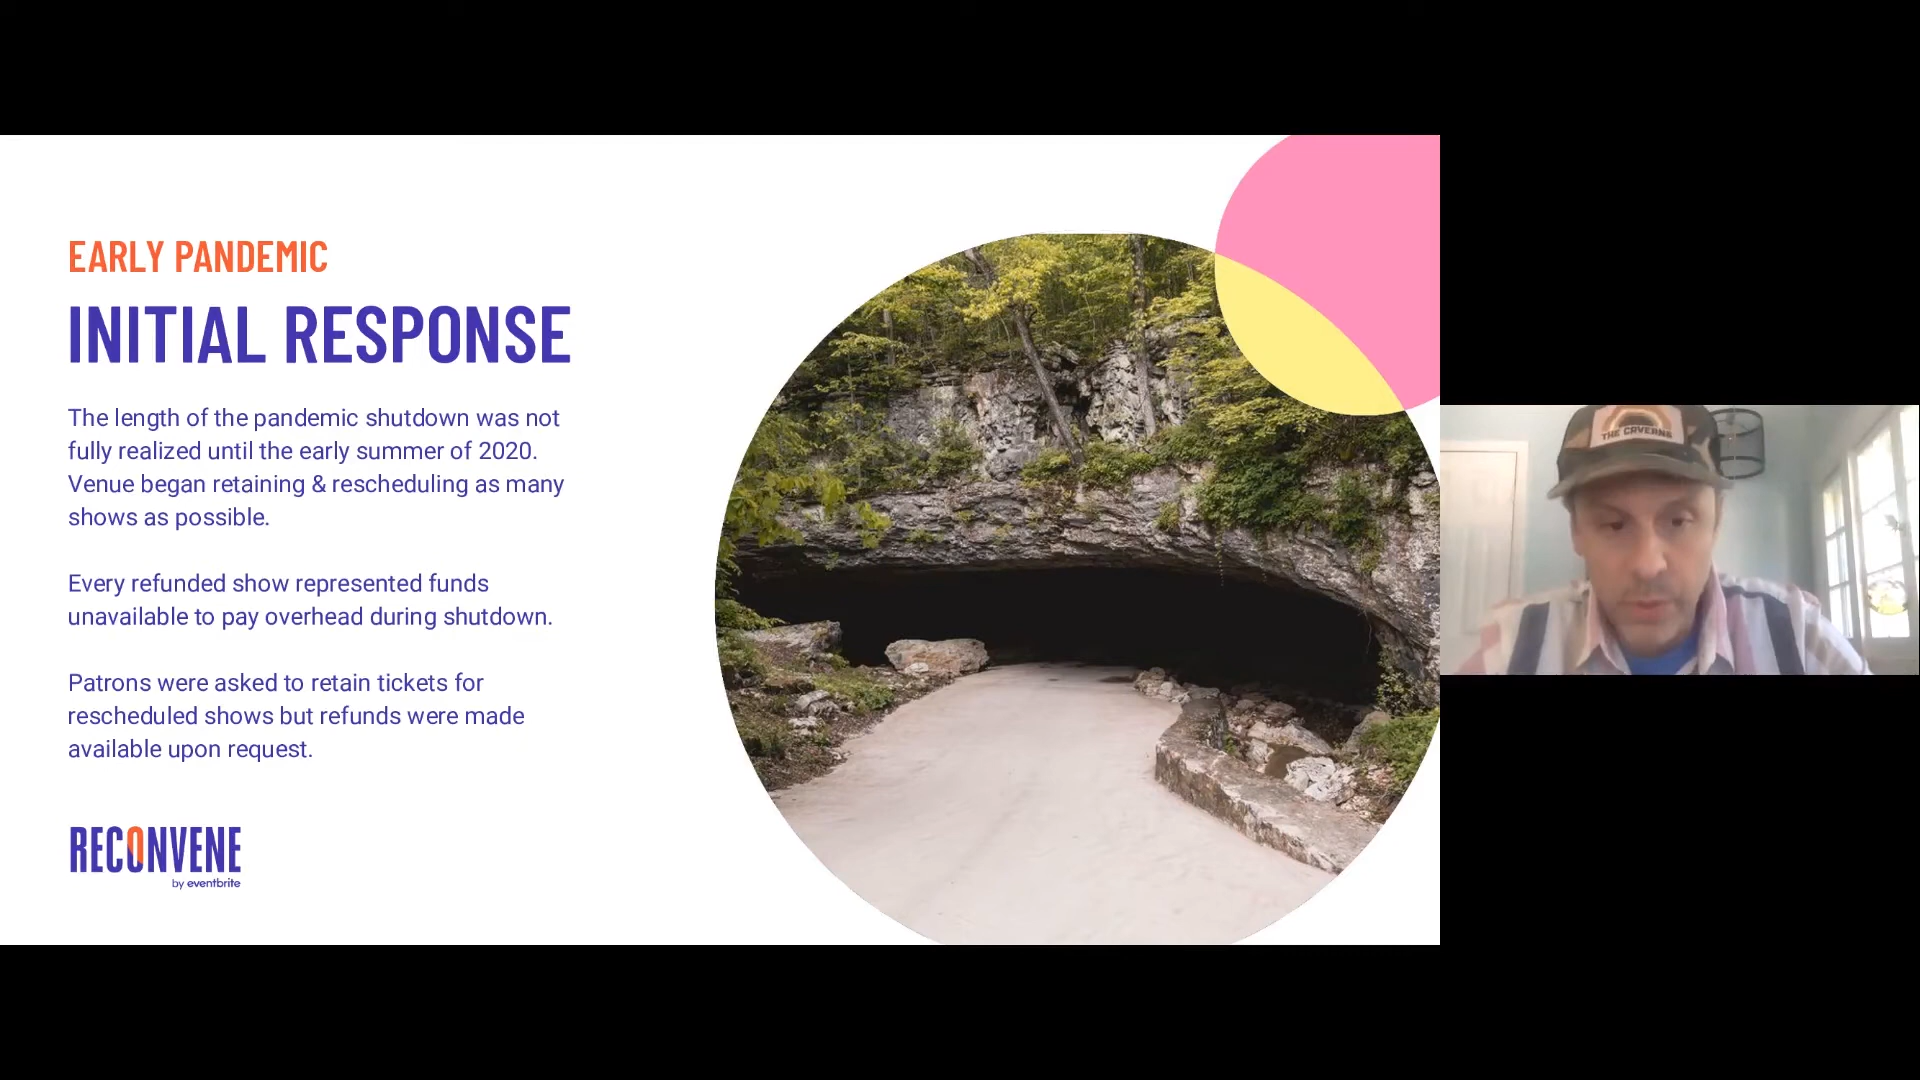 EARLY PANDEMIC
INITIAL RESPONSE
The length of the pandemic shutdown was not
fully realized until the early summer of 2020.
Venue began retaining & rescheduling as many
shows as possible.
Every refunded show represented funds
unavailable to pay overhead during shutdown.
Patrons were asked to retain tickets for
rescheduled shows but refunds were made
available upon request.
RECONVENE
by eventbrite
THE CAVERNS